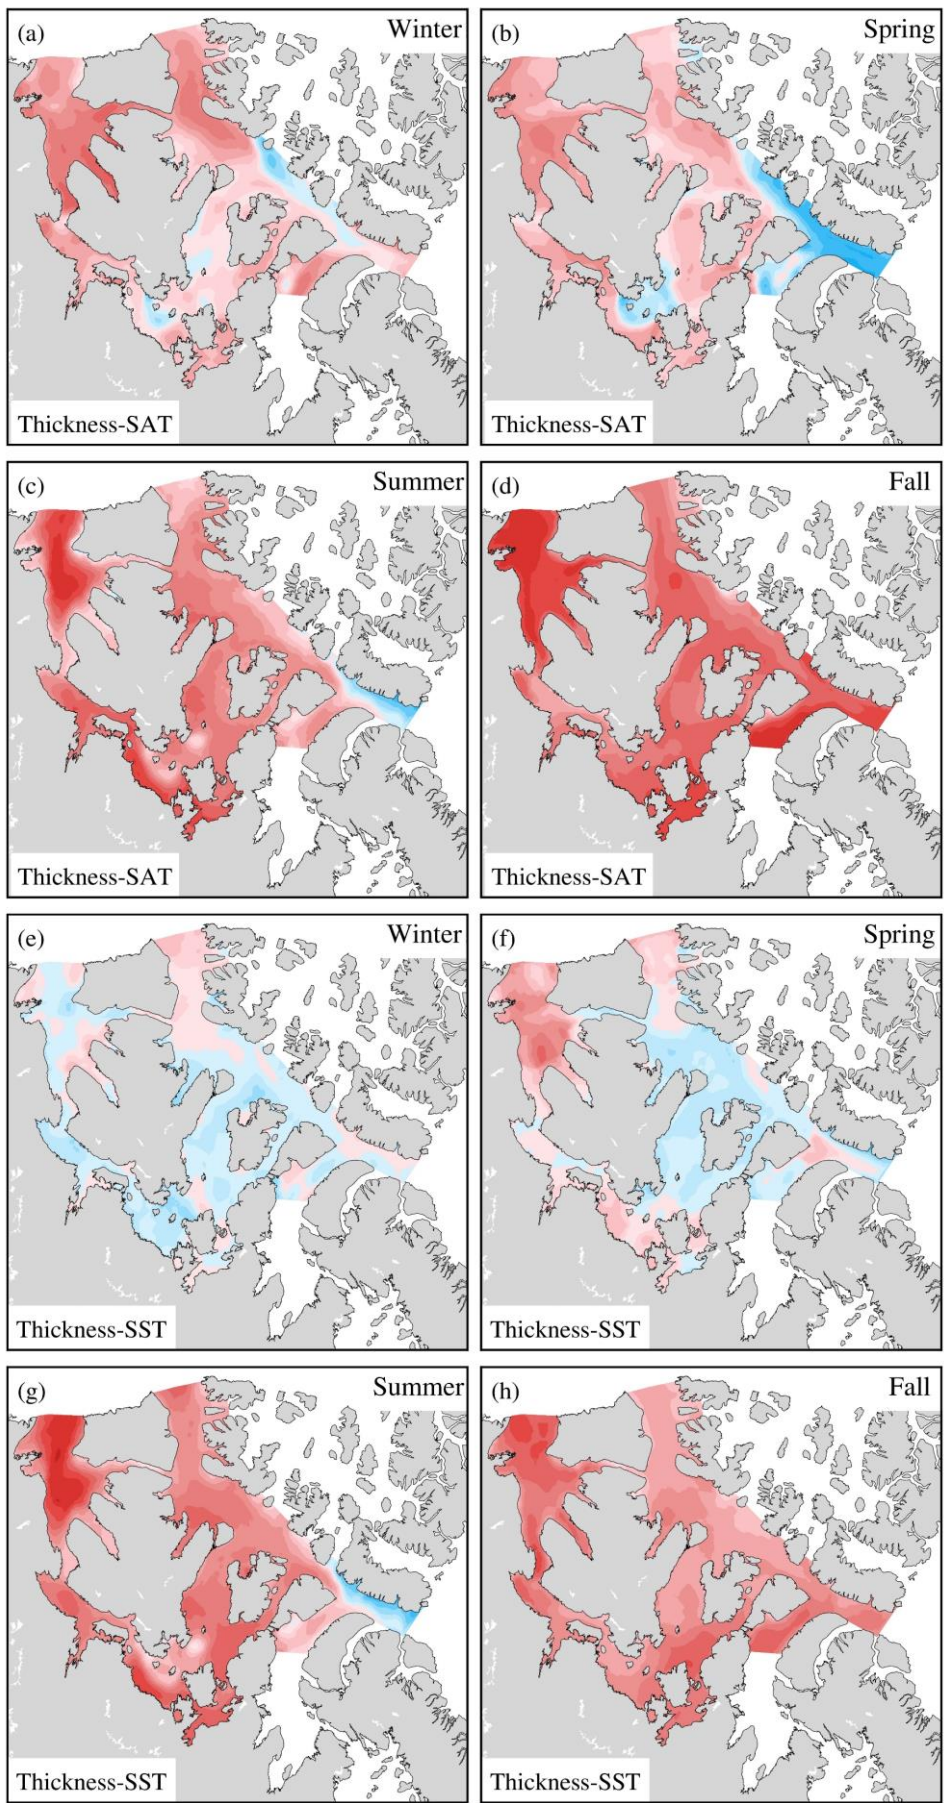 (a) Winter
Thickness-SAT
(b) Spring
Thickness-SAT
(c) Summer
Thickness-SAT
(d) Fall
Thickness-SAT
(e) Winter
Thickness-SST
(f) Spring
Thickness-SST
(g) Summer
Thickness-SST
(h) Fall
Thickness-SST